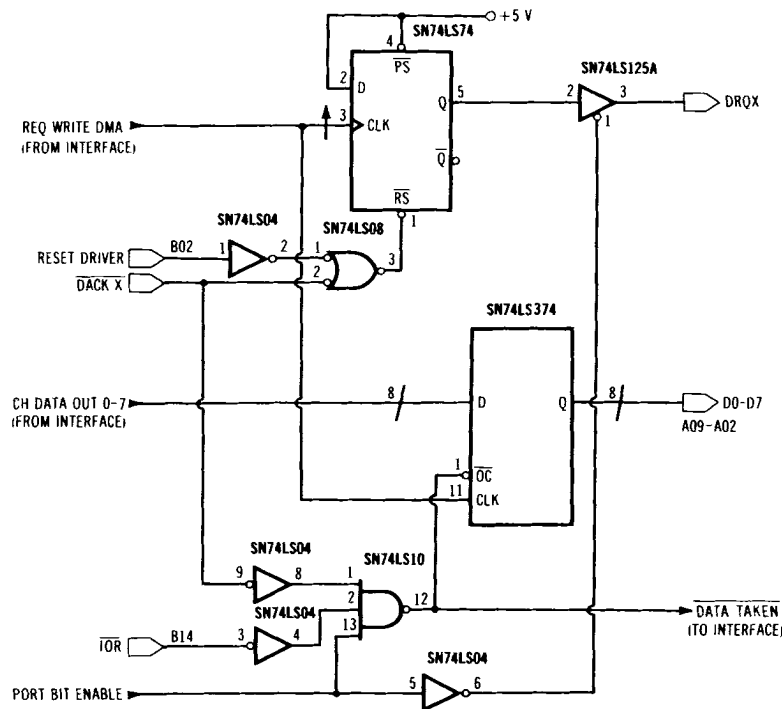 +5 V
SN74LS74
4
PS
SN74LS125A
2
D
Q
5
2
3
DRQX
REQ WRITE DMA
(FROM INTERFACE)
3
CLK
1
Q
RS
1
SN74LS04
SN74LS08
RESET DRIVER
B02
1
2
1
3
DACK X
2
SN74LS374
CH DATA OUT 0-7
(FROM INTERFACE)
8
D
Q
8
D0-D7
A09-A02
1
OC
11
CLK
SN74LS04
SN74LS10
9
8
1
SN74LS04
2
12
DATA TAKEN
(TO INTERFACE)
IOR
B14
3
4
13
SN74LS04
PORT BIT ENABLE
5
6